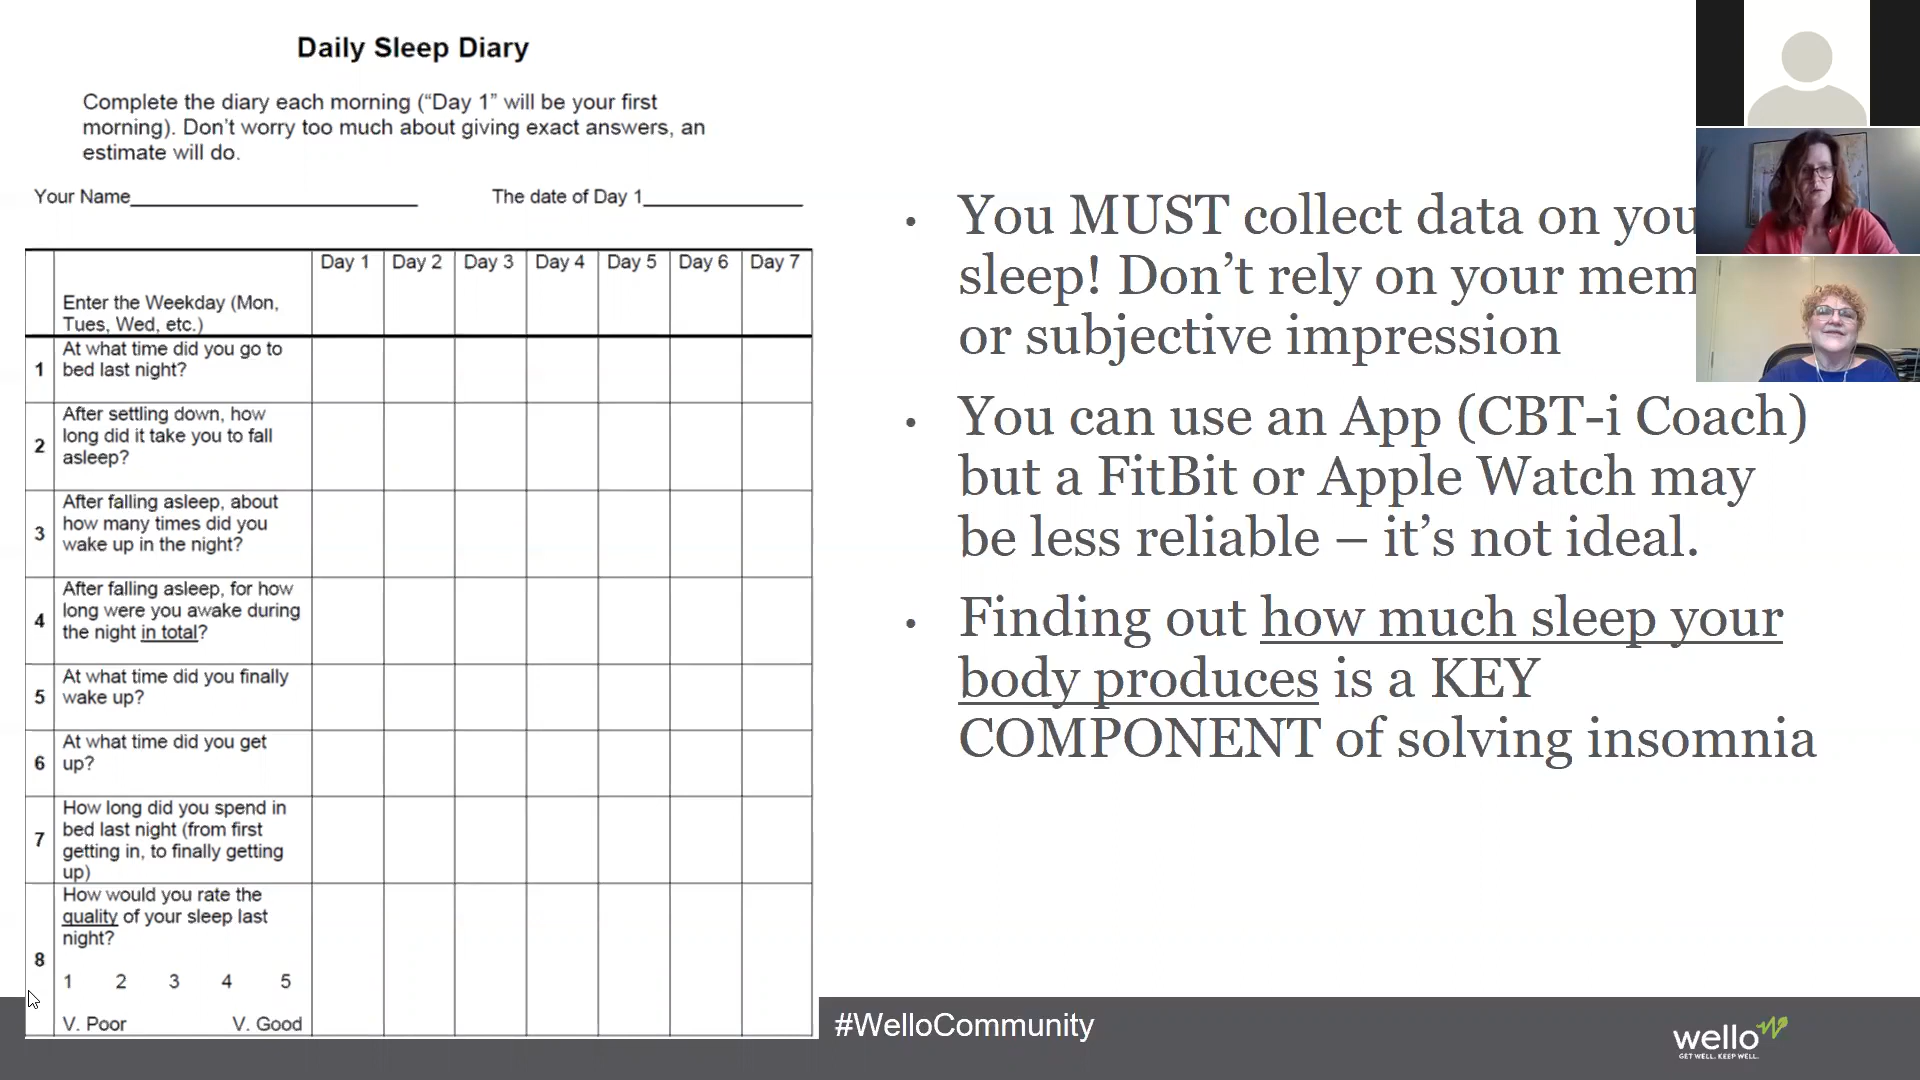 Daily Sleep Diary
Complete the diary each morning (“Day 1” will be your first
morning). Don’t worry too much about giving exact answers, an
estimate will do.
Your Name
The date of Day 1
Day 1 Day 2 Day 3 Day 4 Day 5 Day 6 Day 7
Enter the Weekday (Mon,
Tues, Wed, etc.)
1
At what time did you go to
bed last night?
2
After settling down, how
long did it take you to fall
asleep?
3
After falling asleep, about
how many times did you
wake up in the night?
4
After falling asleep, for how
long were you awake during
the night in total?
5
At what time did you finally
wake up?
6
At what time did you get
up?
7
How long did you spend in
bed last night (from first
getting in, to finally getting
up)
8
How would you rate the
quality of your sleep last
night?
1 2 3 4 5
V. Poor V. Good
• You MUST collect data on
sleep! Don’t rely on your
or subjective impression
• You can use an App (CBT-i Coach)
but a FitBit or Apple Watch may
be less reliable – it’s not ideal.
• Finding out how much sleep your
body produces is a KEY
COMPONENT of solving insomnia
#WelloCommunity
wello
GET WELL. KEEP WELL.